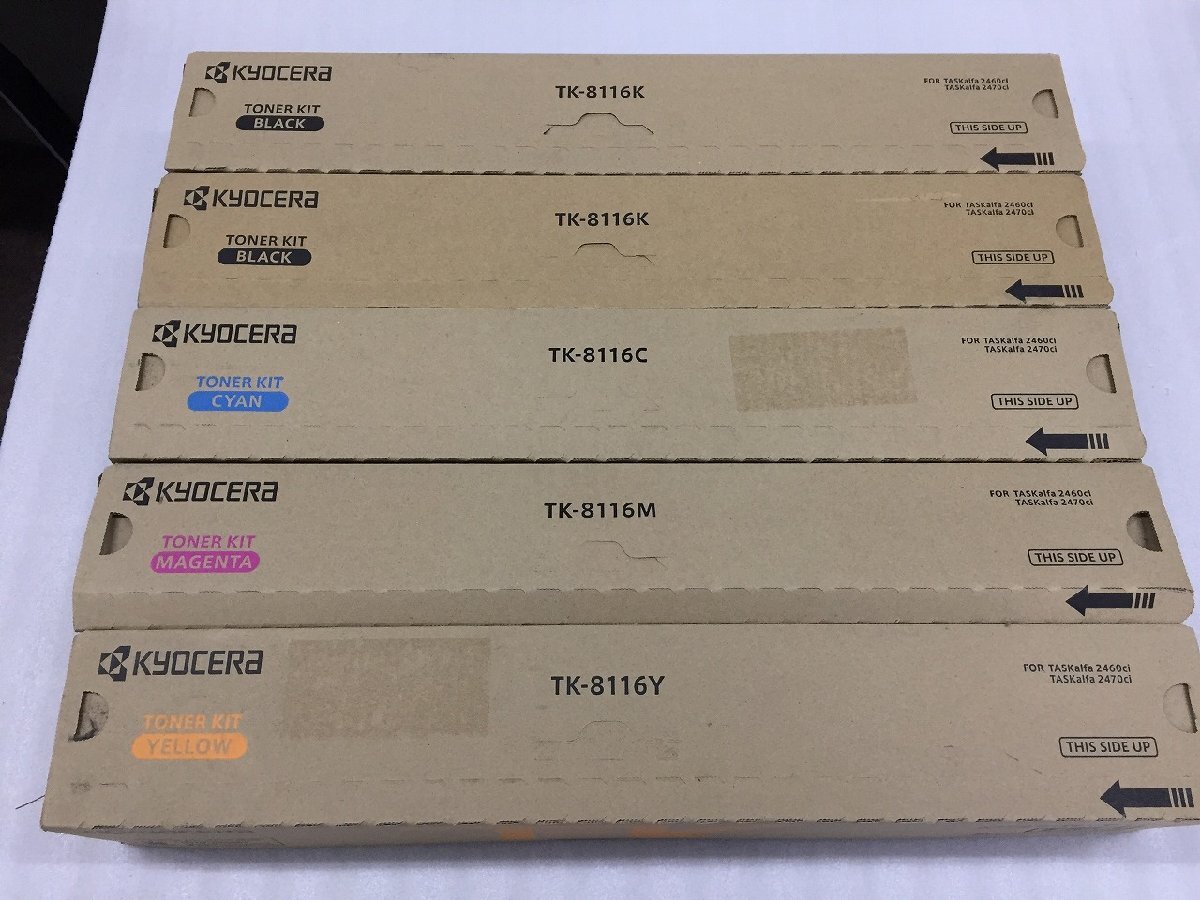 KYOCERA
TK-8116K
FOR TASKalfa 2460ci
TASKalfa 2470ci
TONER KIT
BLACK
THIS SIDE UP
KYOCERA
TK-8116K
FOR TASKalfa 2460ci
TASKalfa 2470ci
TONER KIT
BLACK
THIS SIDE UP
KYOCERA
TK-8116C
FOR TASKalfa 2460ci
TASKalfa 2470ci
TONER KIT
CYAN
THIS SIDE UP
KYOCERA
TK-8116M
FOR TASKalfa 2460ci
TASKalfa 2470ci
TONER KIT
MAGENTA
THIS SIDE UP
KYOCERA
TK-8116Y
FOR TASKalfa 2460ci
TASKalfa 2470ci
TONER KIT
YELLOW
THIS SIDE UP